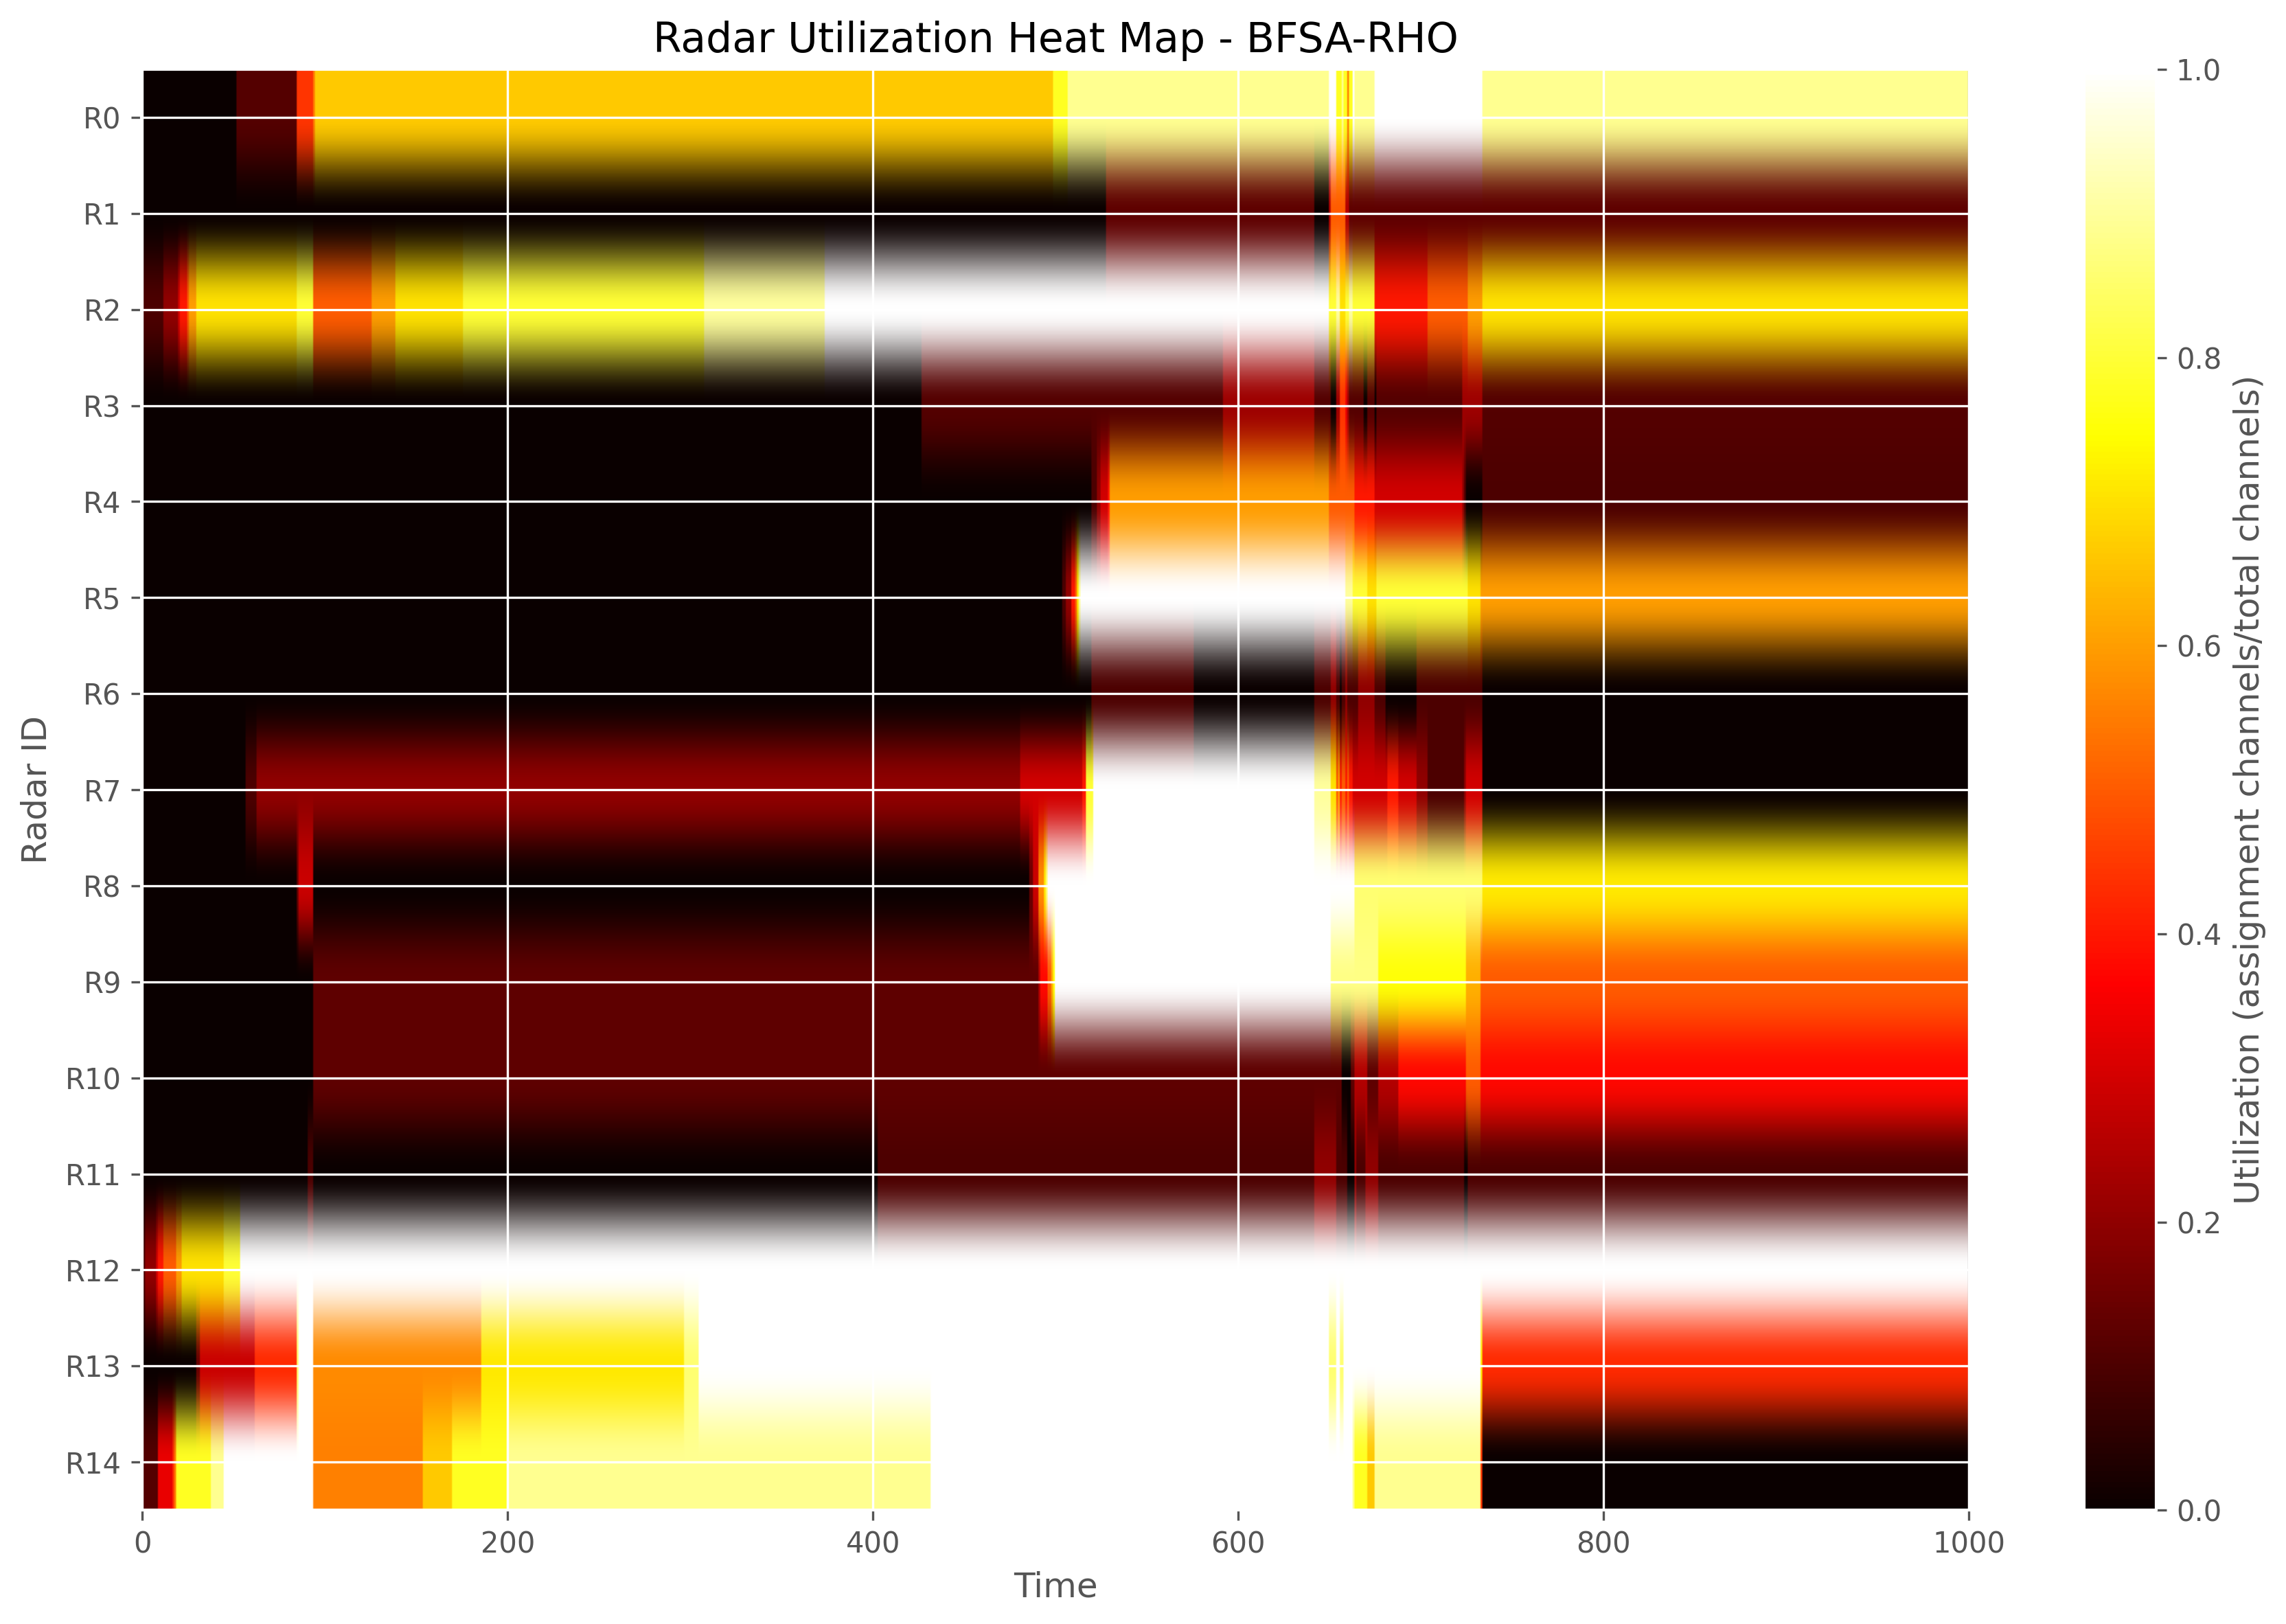 Radar Utilization Heat Map - BFSA-RHO
R0
R1
R2
R3
R4
R5
R6
R7
R8
R9
R10
R11
R12
R13
R14
Radar ID
0
200
400
600
800
1000
Time
1.0
0.8
0.6
0.4
0.2
0.0
Utilization (assignment channels/total channels)